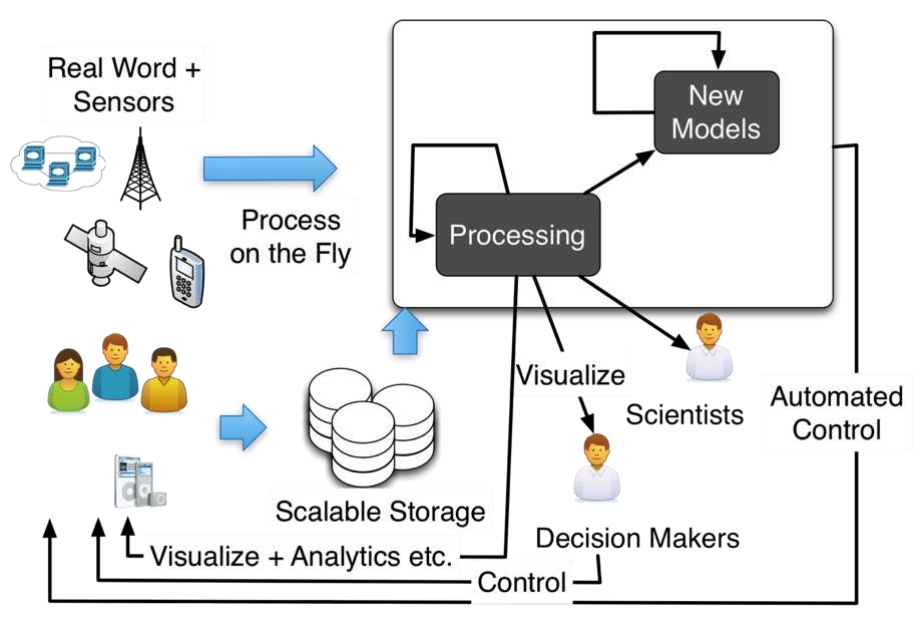 Real Word +
Sensors
Process
on the Fly
New
Models
Processing
Visualize
Scientists
Automated
Control
Scalable Storage
Decision Makers
Visualize + Analytics etc.
Control